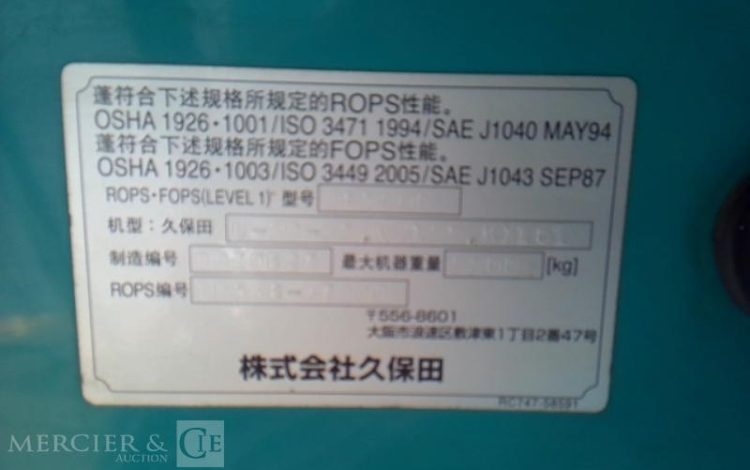 蓬符合下述规格所规定的ROPS性能。
OSHA 1926・1001/ISO 3471 1994/SAE J1040 MAY94
蓬符合下述规格所规定的FOPS性能。
OSHA 1926・1003/ISO 3449 2005/SAE J1043 SEP87
ROPS・FOPS(LEVEL 1) 型号
机型：久保田
制造编号 最大机器重量 [kg]
ROPS编号
〒556-8601
大阪市浪速区敷津東1丁目2番47号
株式会社久保田
RC747-58591
MERCIER & CIE
AUCTION